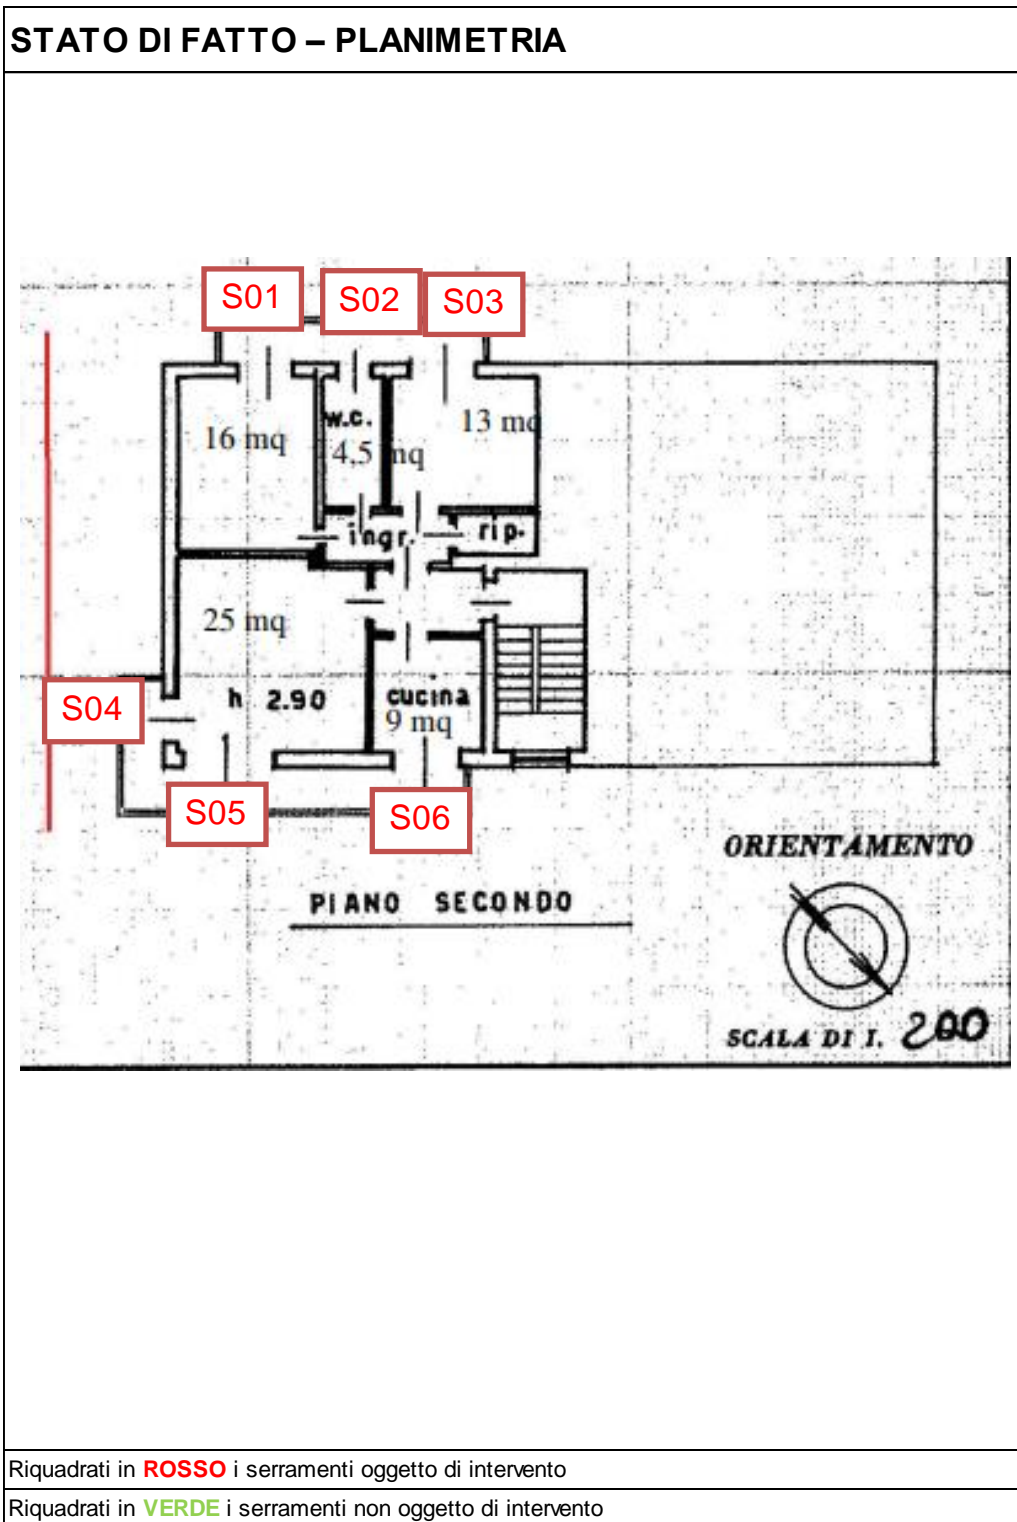 STATO DI FATTO – PLANIMETRIA
S01 S02 S03
w.c.
16 mq 4,5 mq 13 mq
ingr. rip.
25 mq
S04 h 2.90 cucina
9 mq
S05 S06
ORIENTAMENTO
PIANO SECONDO
SCALA DI I. 200
Riquadrati in ROSSO i serramenti oggetto di intervento
Riquadrati in VERDE i serramenti non oggetto di intervento